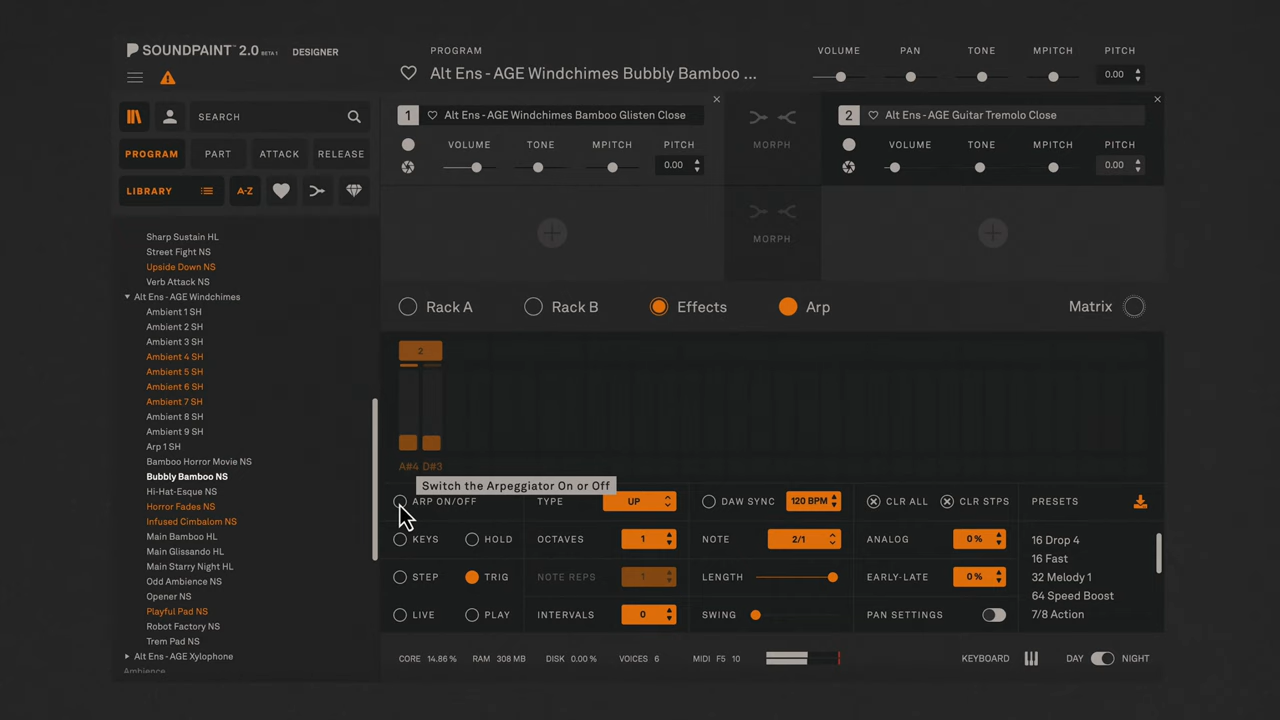 SOUNDPAINT™ 2.0 BETA 1 DESIGNER
PROGRAM
Alt Ens - AGE Windchimes Bubbly Bamboo ...
VOLUME PAN TONE MPITCH PITCH
0.00
SEARCH
PROGRAM PART ATTACK RELEASE
LIBRARY A-Z
Sharp Sustain HL
Street Fight NS
Upside Down NS
Verb Attack NS
Alt Ens - AGE Windchimes
Ambient 1 SH
Ambient 2 SH
Ambient 3 SH
Ambient 4 SH
Ambient 5 SH
Ambient 6 SH
Ambient 7 SH
Ambient 8 SH
Ambient 9 SH
Arp 1 SH
Bamboo Horror Movie NS
Bubbly Bamboo NS
Hi-Hat-Esque NS
Horror Fades NS
Infused Cimbalom NS
Main Bamboo HL
Main Glissando HL
Main Starry Night HL
Odd Ambience NS
Opener NS
Playful Pad NS
Robot Factory NS
Trem Pad NS
Alt Ens - AGE Xylophone
Ambience
1 Alt Ens - AGE Windchimes Bamboo Glisten Close
VOLUME TONE MPITCH PITCH
0.00
MORPH
2 Alt Ens - AGE Guitar Tremolo Close
VOLUME TONE MPITCH PITCH
0.00
MORPH
Rack A Rack B Effects Arp Matrix
2
A#4 D#3
Switch the Arpeggiator On or Off
ARP ON/OFF TYPE UP DAW SYNC 120 BPM CLR ALL CLR STPS PRESETS
KEYS HOLD OCTAVES 1 NOTE 2/1 ANALOG 0 %
STEP TRIG NOTE REPS 1 LENGTH EARLY-LATE 0 %
LIVE PLAY INTERVALS 0 SWING PAN SETTINGS
16 Drop 4
16 Fast
32 Melody 1
64 Speed Boost
7/8 Action
CORE 14.86 % RAM 308 MB DISK 0.00 % VOICES 6 MIDI F5 10 KEYBOARD DAY NIGHT